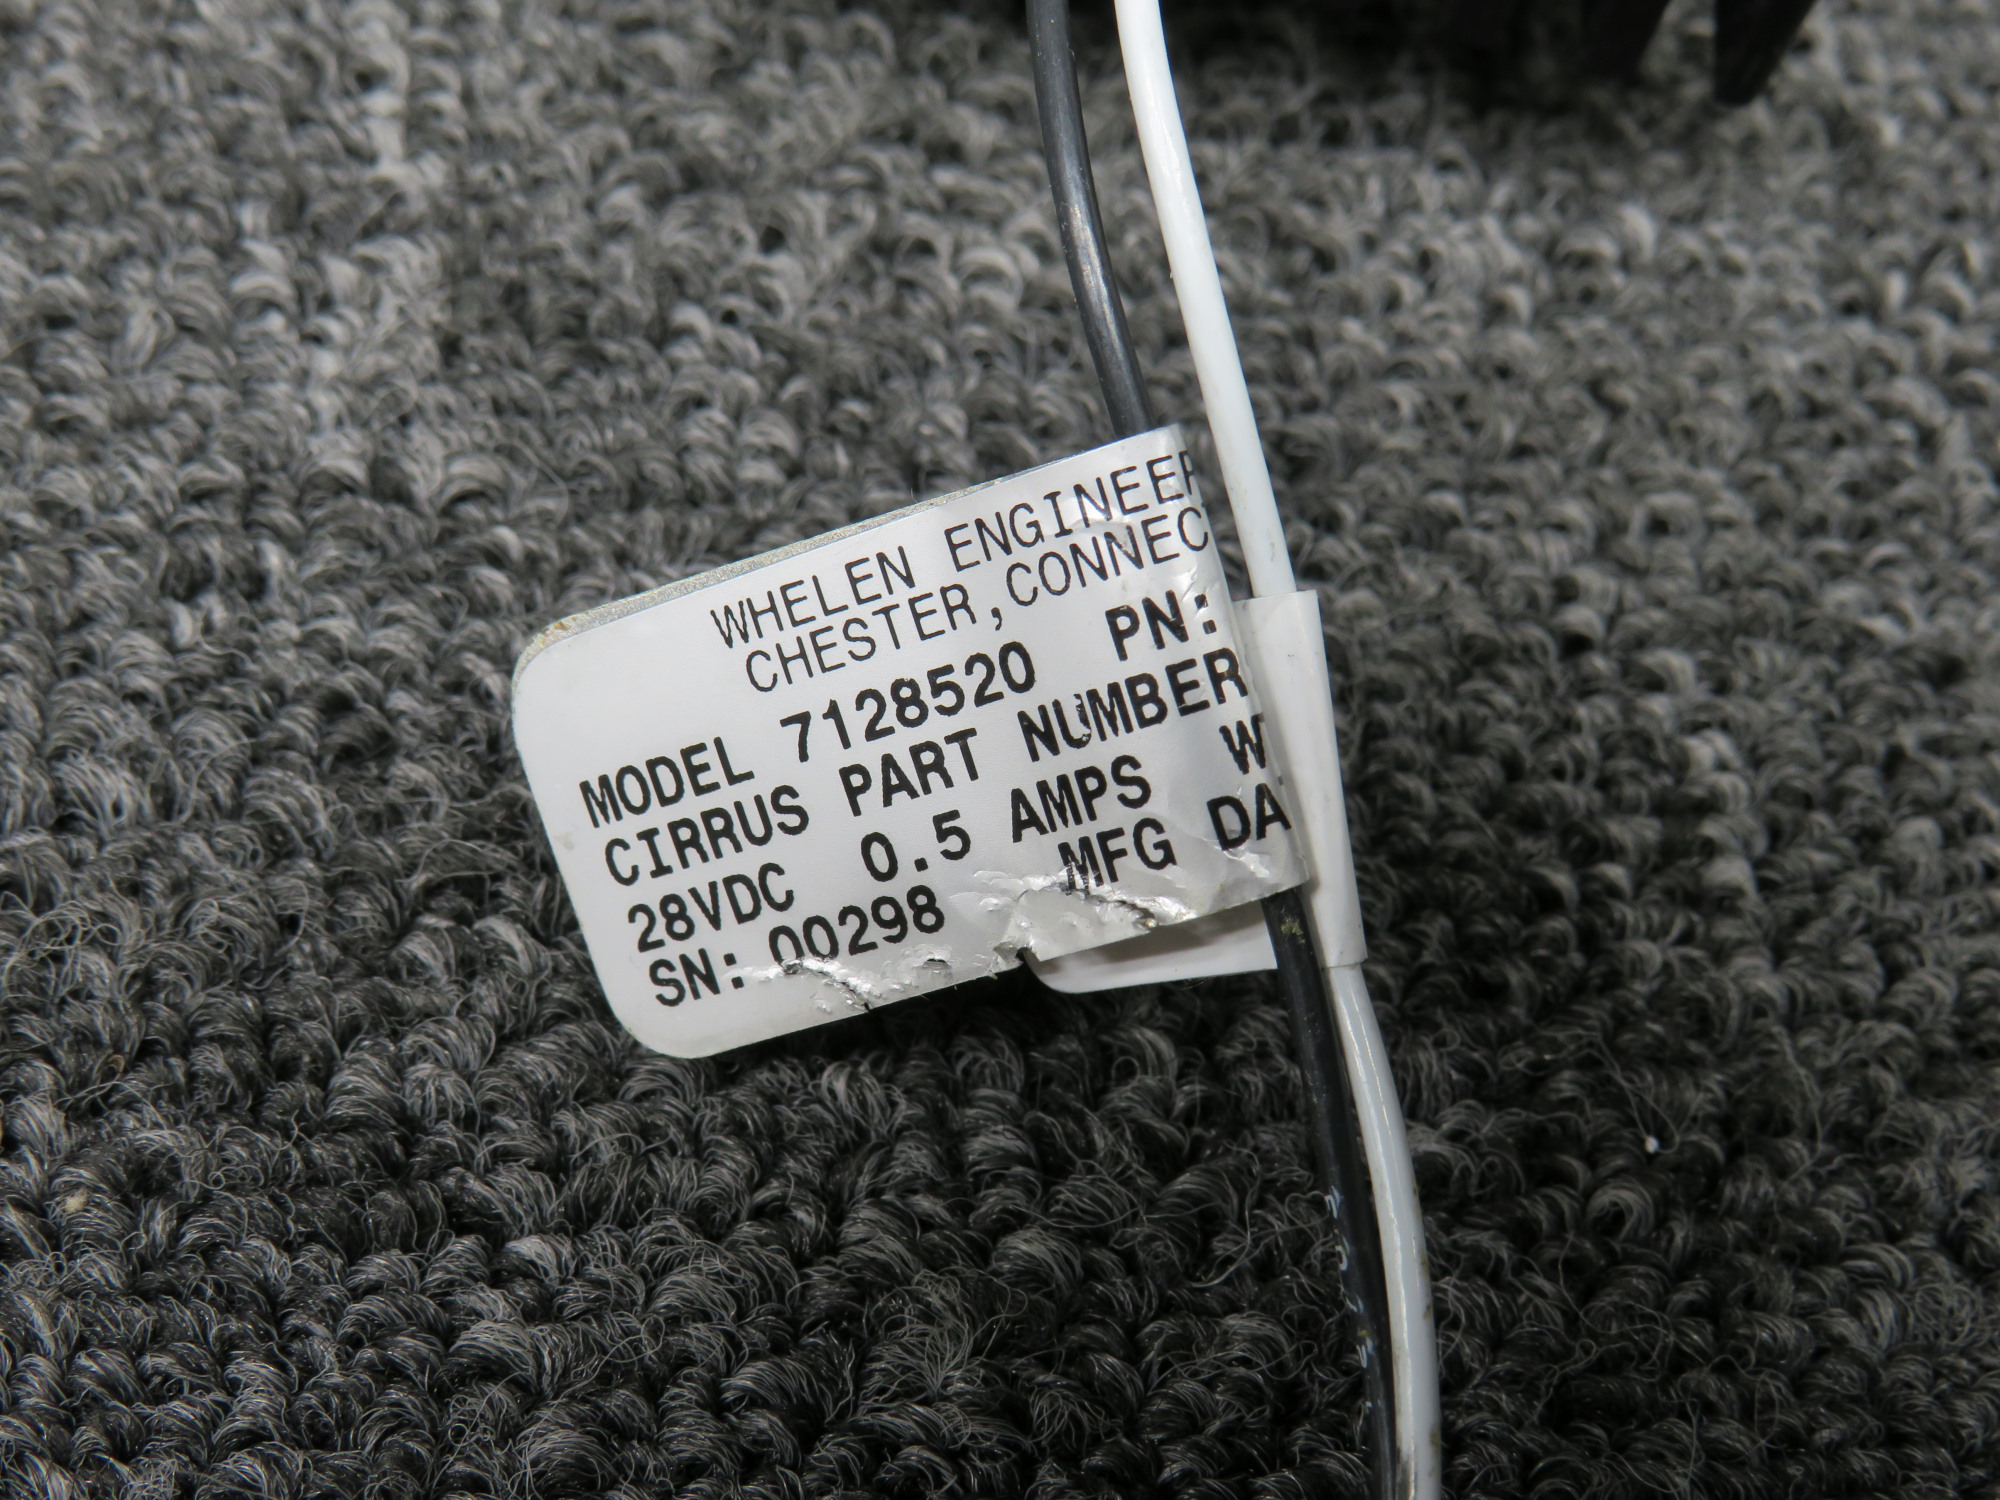 WHELEN ENGINEER
CHESTER, CONNEC
MODEL 7128520 PN:
CIRRUS PART NUMBER
28VDC 0.5 AMPS
SN: 00298 MFG DA